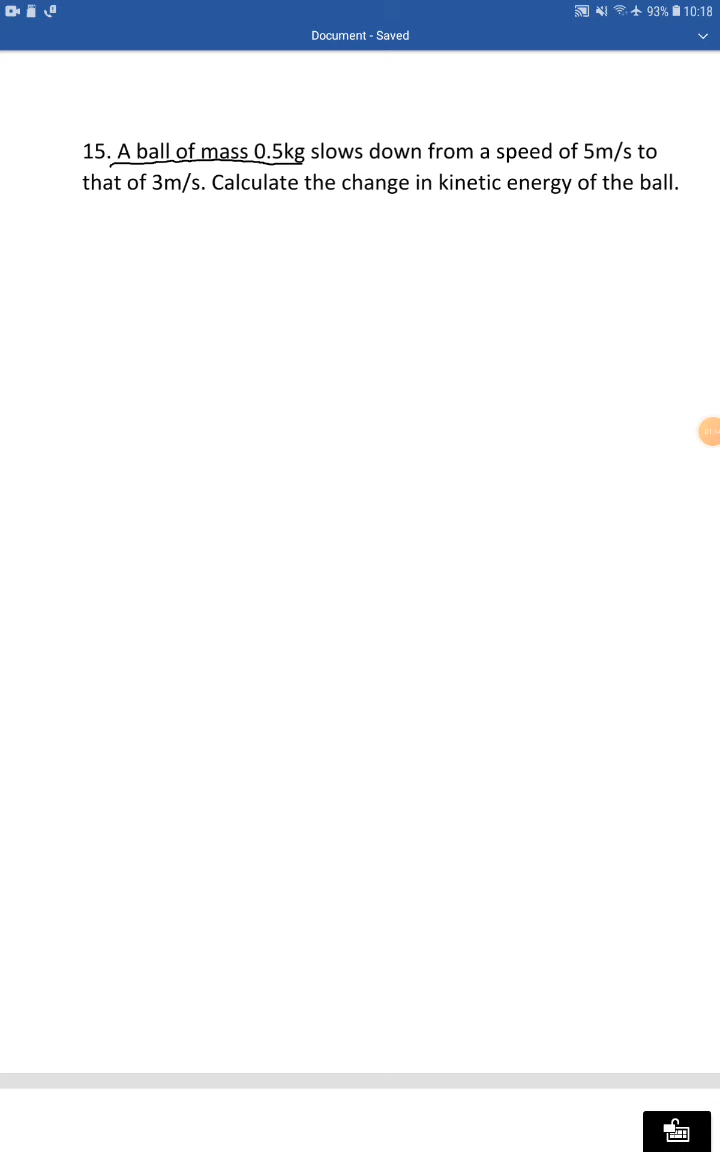 93% 10:18
Document - Saved
15. A ball of mass 0.5kg slows down from a speed of 5m/s to
that of 3m/s. Calculate the change in kinetic energy of the ball.